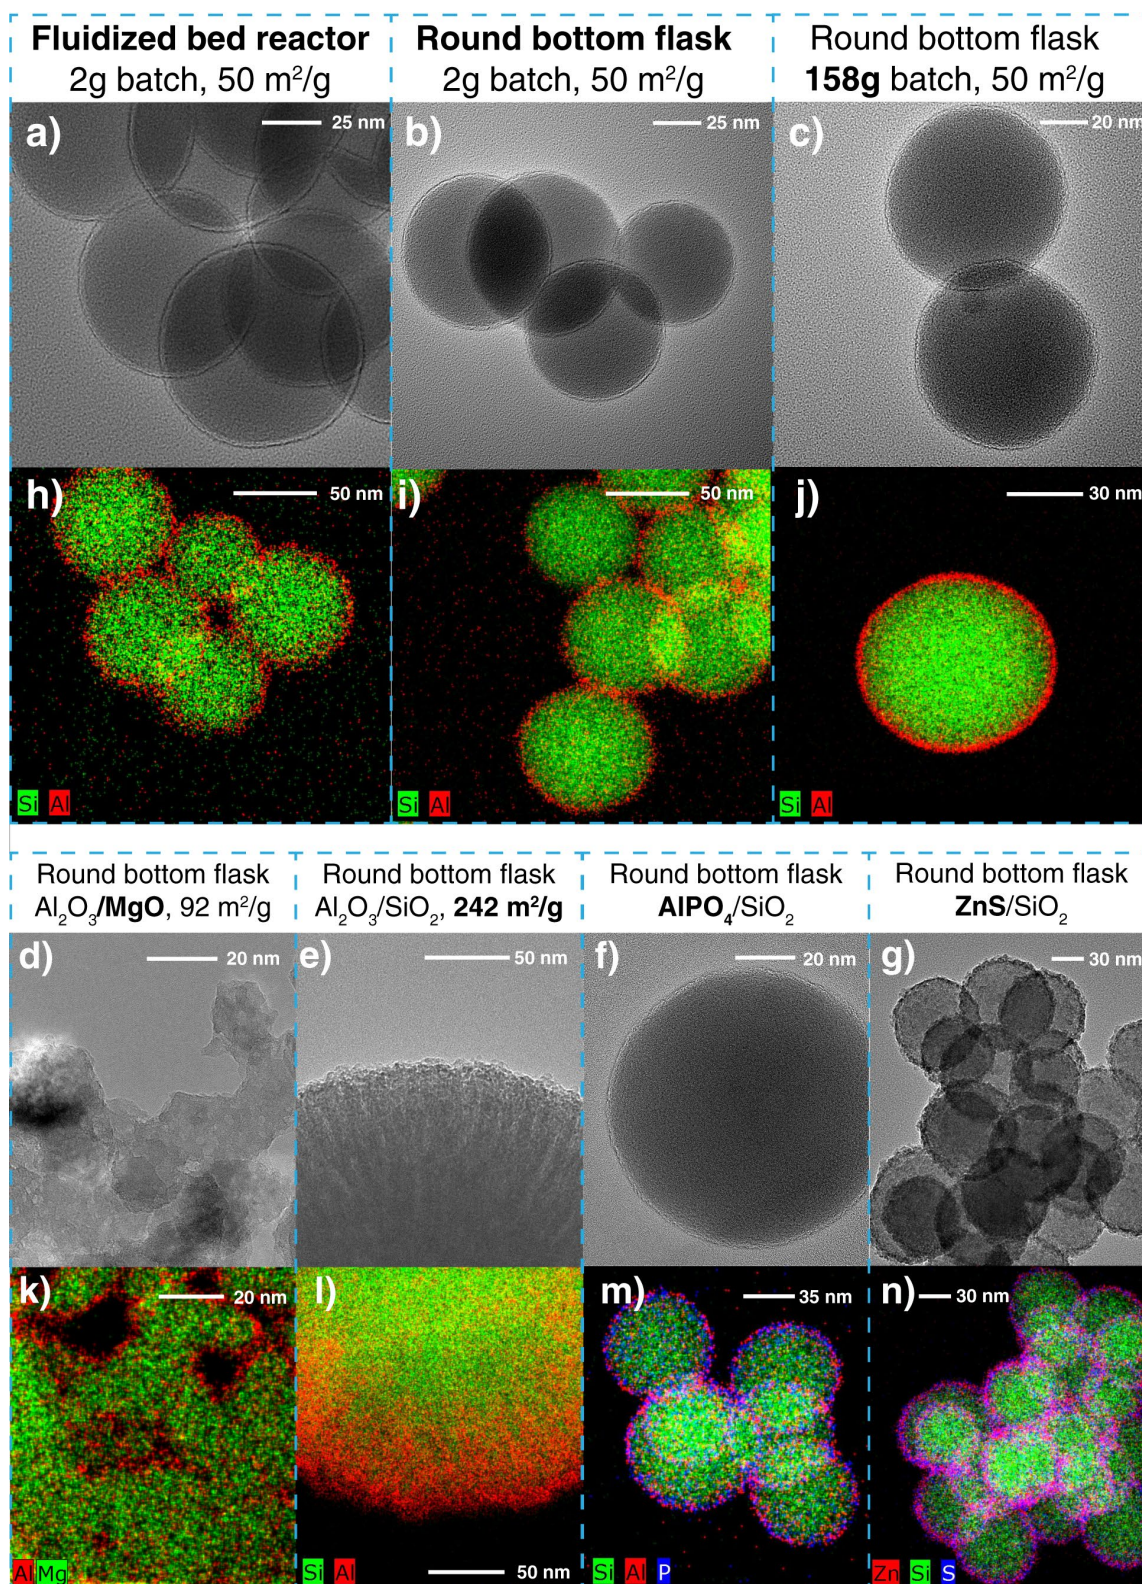 Fluidized bed reactor
2g batch, 50 m²/g
Round bottom flask
2g batch, 50 m²/g
Round bottom flask
158g batch, 50 m²/g
a)
25 nm
b)
25 nm
c)
20 nm
h)
50 nm
Si Al
i)
50 nm
Si Al
j)
30 nm
Si Al
Round bottom flask
Al₂O₃/MgO, 92 m²/g
Round bottom flask
Al₂O₃/SiO₂, 242 m²/g
Round bottom flask
AlPO₄/SiO₂
Round bottom flask
ZnS/SiO₂
d)
20 nm
e)
50 nm
f)
20 nm
g)
30 nm
k)
20 nm
Al Mg
l)
Si Al
50 nm
m)
35 nm
Si Al P
n)
30 nm
Zn Si S